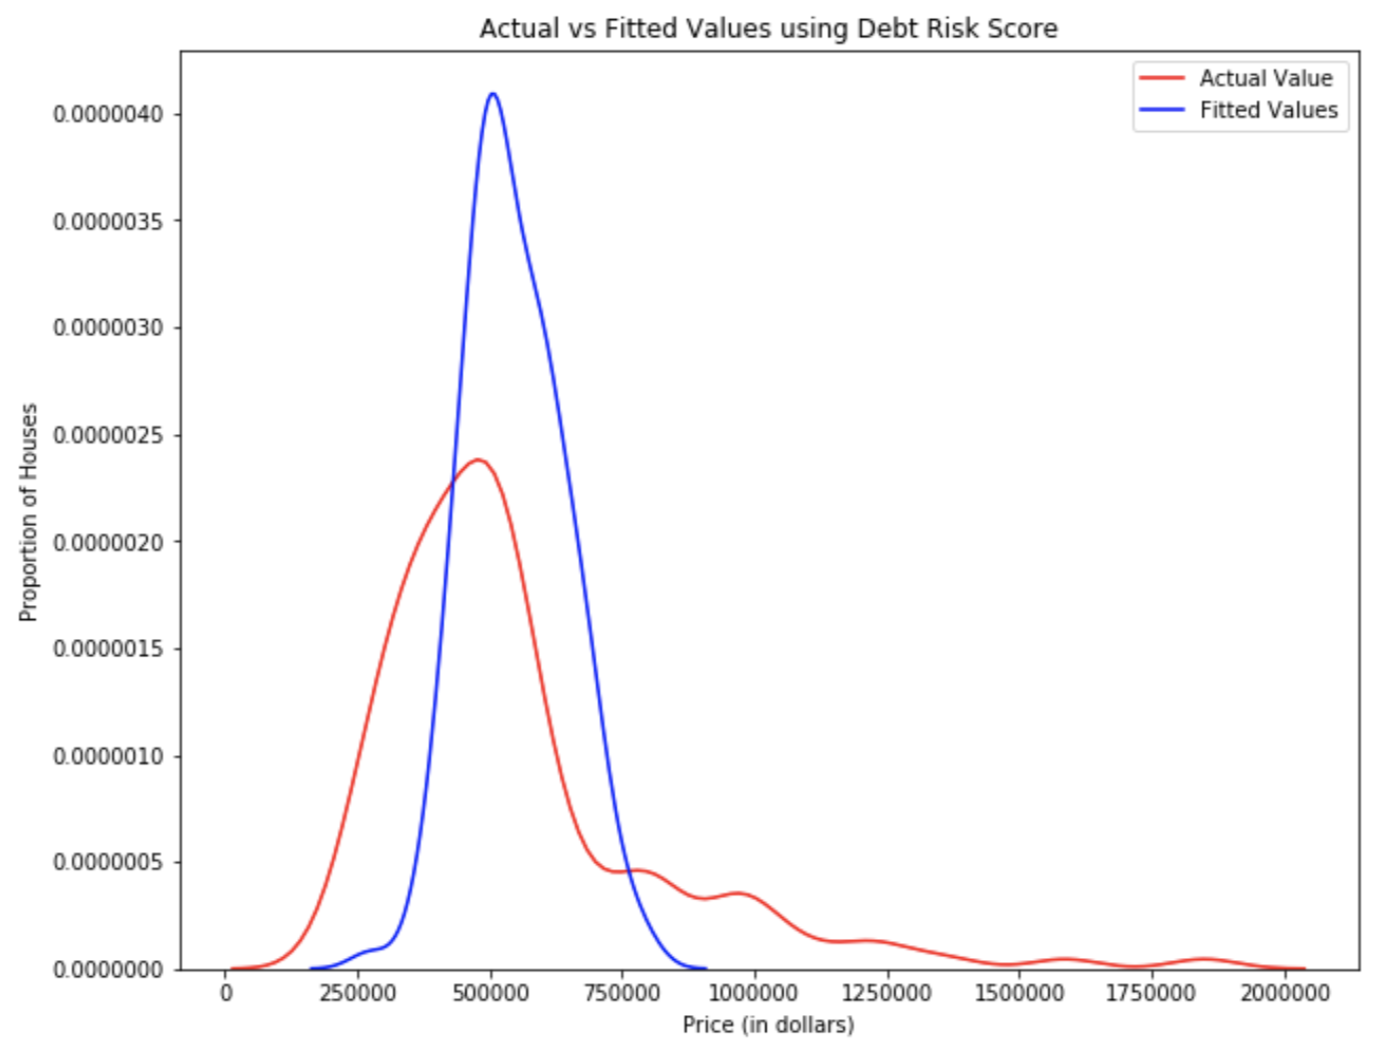 Actual vs Fitted Values using Debt Risk Score
Actual Value
Fitted Values
Proportion of Houses
0.0000040
0.0000035
0.0000030
0.0000025
0.0000020
0.0000015
0.0000010
0.0000005
0.0000000
0 250000 500000 750000 1000000 1250000 1500000 1750000 2000000
Price (in dollars)